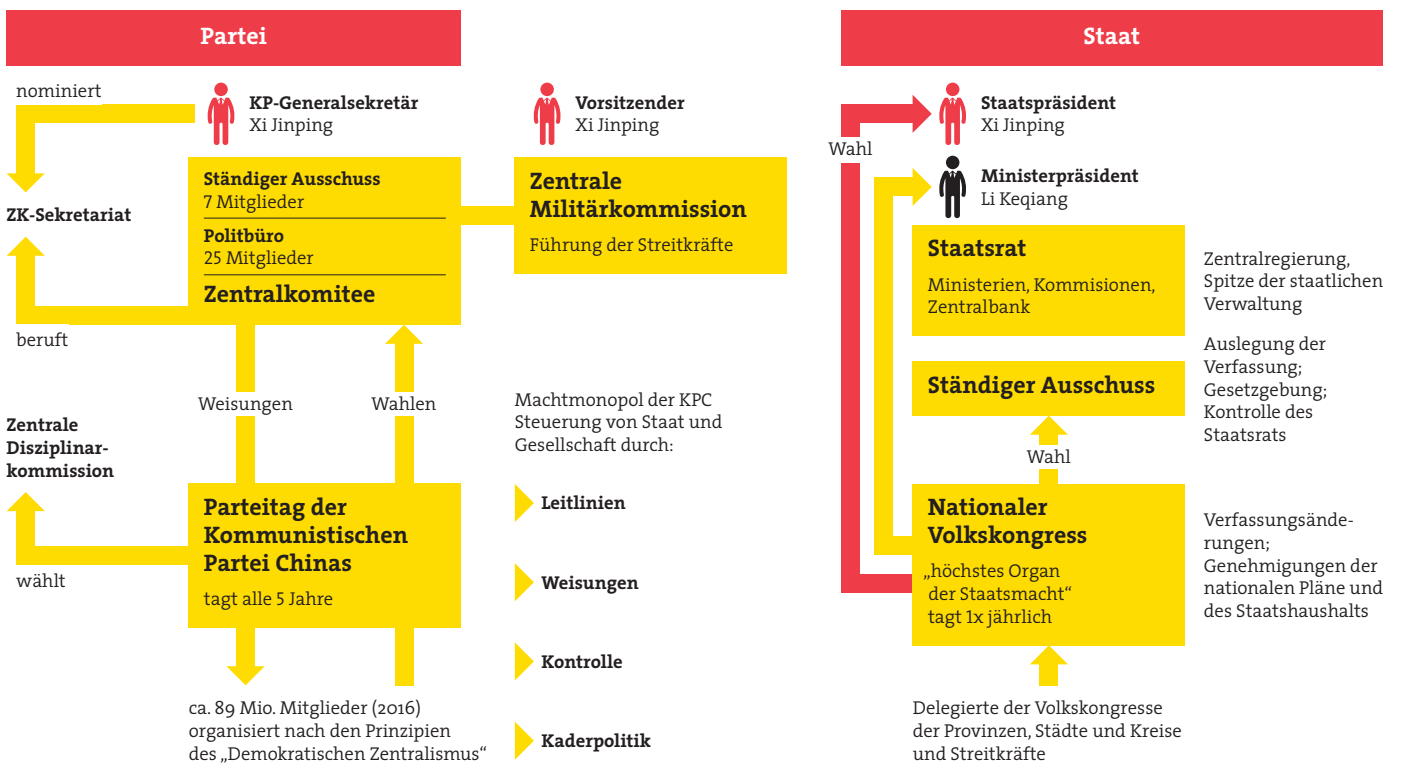 Partei
nominiert
KP-Generalsekretär
Xi Jinping
Vorsitzender
Xi Jinping
ZK-Sekretariat
Ständiger Ausschuss
7 Mitglieder
Politbüro
25 Mitglieder
Zentralkomitee
Zentrale
Militärkommission
Führung der Streitkräfte
beruft
Weisungen
Wahlen
Zentrale
Disziplinar-
kommission
wählt
Parteitag der
Kommunistischen
Partei Chinas
tagt alle 5 Jahre
ca. 89 Mio. Mitglieder (2016)
organisiert nach den Prinzipien
des „Demokratischen Zentralismus“
Machtmonopol der KPC
Steuerung von Staat und
Gesellschaft durch:
Leitlinien
Weisungen
Kontrolle
Kaderpolitik
Staat
Wahl
Staatspräsident
Xi Jinping
Ministerpräsident
Li Keqiang
Staatsrat
Ministerien, Kommisionen,
Zentralbank
Zentralregierung,
Spitze der staatlichen
Verwaltung
Ständiger Ausschuss
Auslegung der
Verfassung;
Gesetzgebung;
Kontrolle des
Staatsrats
Wahl
Nationaler
Volkskongress
„höchstes Organ
der Staatsmacht“
tagt 1x jährlich
Verfassungsände-
rungen;
Genehmigungen der
nationalen Pläne und
des Staatshaushalts
Delegierte der Volkskongresse
der Provinzen, Städte und Kreise
und Streitkräfte